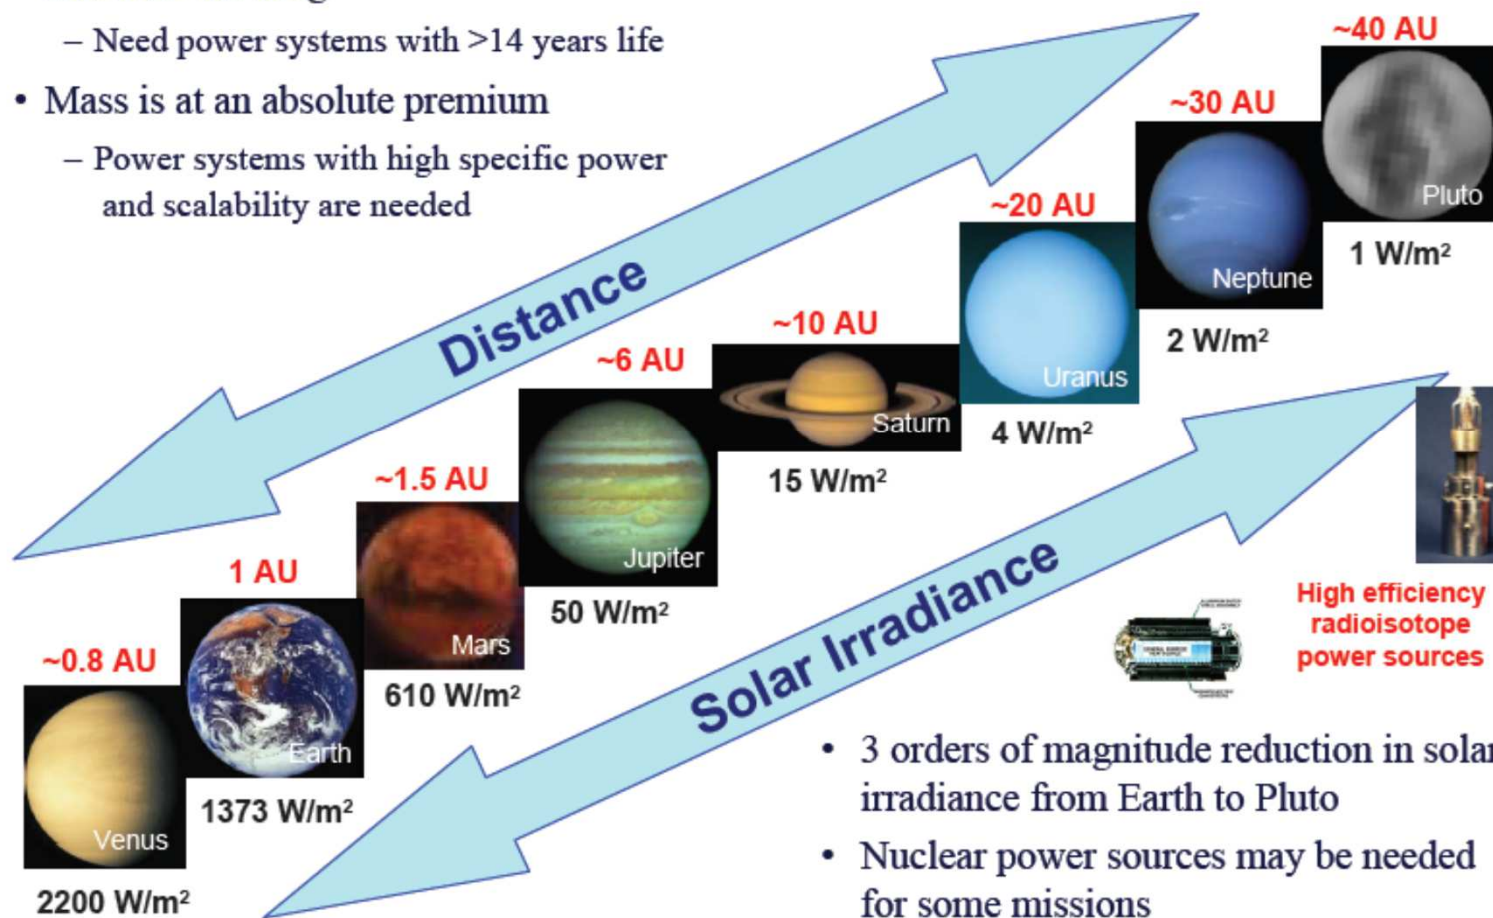 – Need power systems with >14 years life
• Mass is at an absolute premium
– Power systems with high specific power
and scalability are needed
Distance
~40 AU
Pluto
1 W/m²
~30 AU
Neptune
2 W/m²
~20 AU
Uranus
4 W/m²
~10 AU
Saturn
15 W/m²
~6 AU
Jupiter
50 W/m²
~1.5 AU
Mars
610 W/m²
1 AU
Earth
1373 W/m²
~0.8 AU
Venus
2200 W/m²
Solar Irradiance
High efficiency
radioisotope
power sources
• 3 orders of magnitude reduction in solar
irradiance from Earth to Pluto
• Nuclear power sources may be needed
for some missions